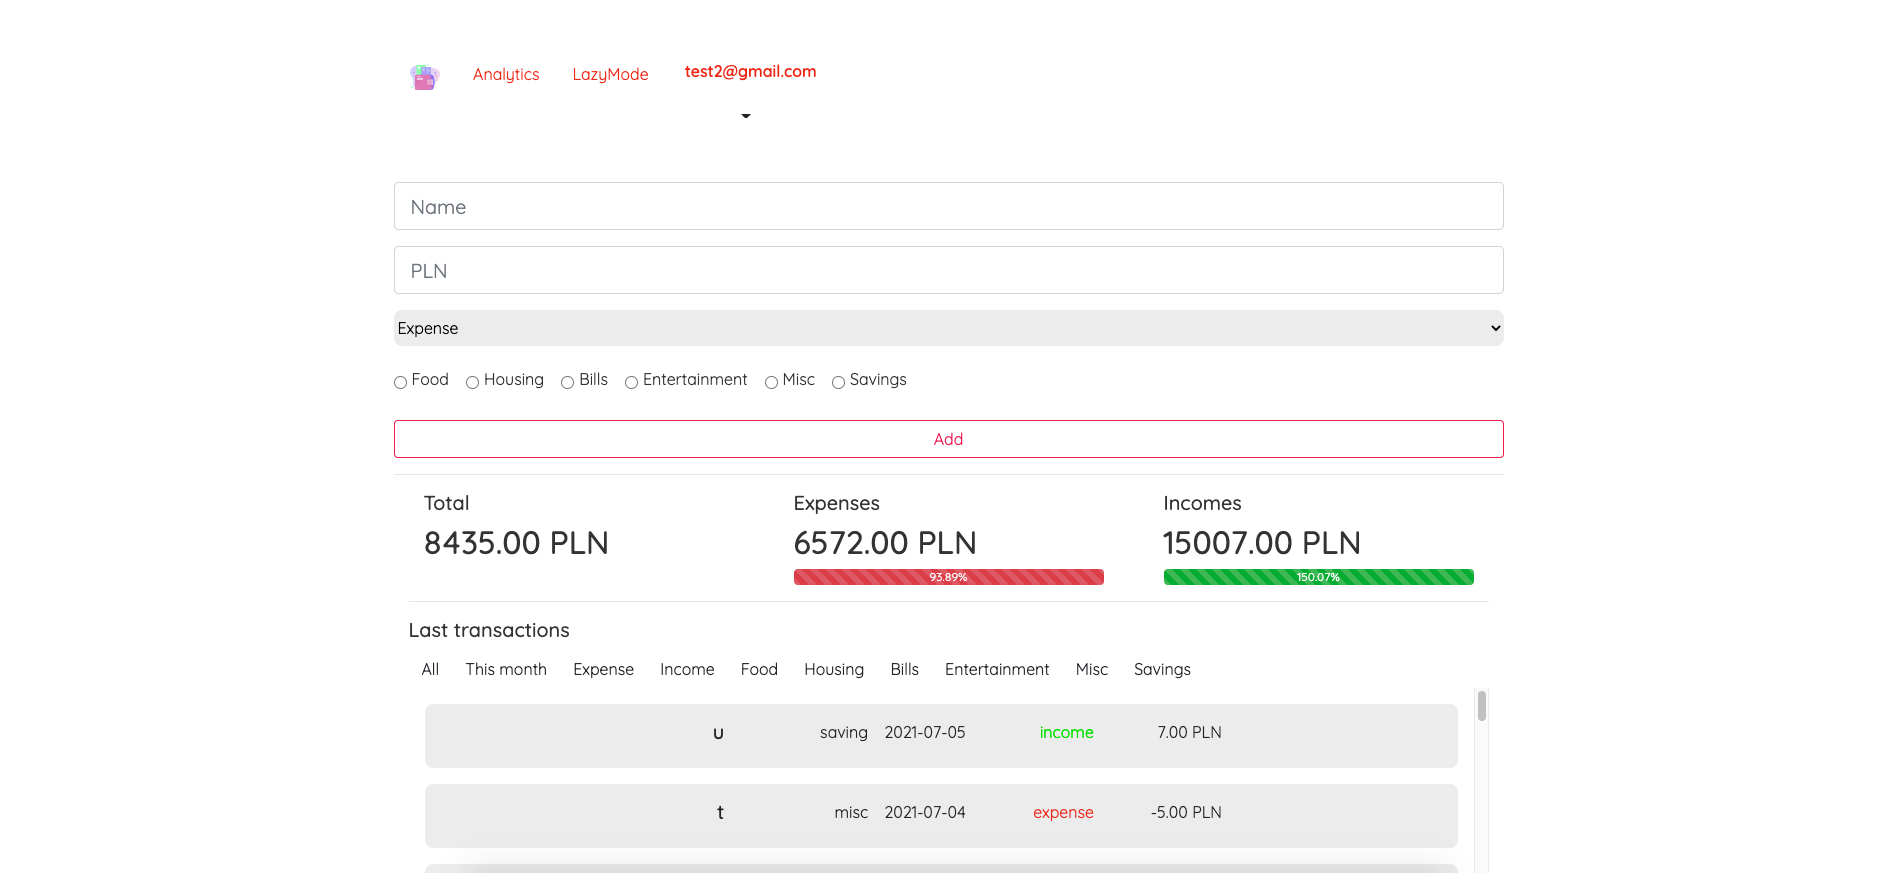 Analytics LazyMode test2@gmail.com
Name
PLN
Expense
Food Housing Bills Entertainment Misc Savings
Add
Total Expenses Incomes
8435.00 PLN 6572.00 PLN 15007.00 PLN
93.89% 150.07%
Last transactions
All This month Expense Income Food Housing Bills Entertainment Misc Savings
u saving 2021-07-05 income 7.00 PLN
t misc 2021-07-04 expense -5.00 PLN